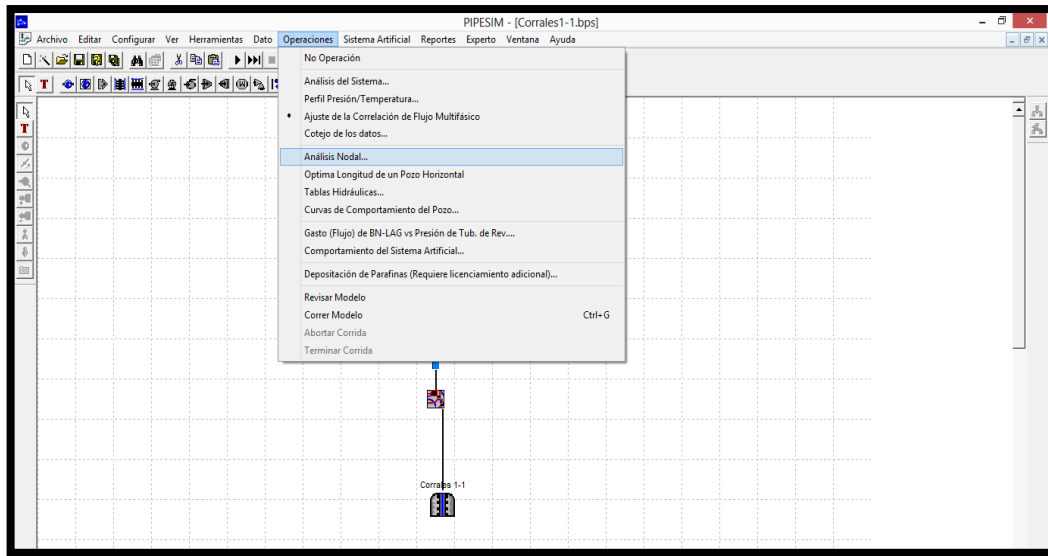 PIPESIM - [Corrales1-1.bps]
Archivo Editar Configurar Ver Herramientas Dato Operaciones Sistema Artificial Reportes Experto Ventana Ayuda
No Operación
Análisis del Sistema...
Perfil Presión/Temperatura...
Ajuste de la Correlación de Flujo Multifásico
Cotejo de los datos...
Análisis Nodal...
Optima Longitud de un Pozo Horizontal
Tablas Hidráulicas...
Curvas de Comportamiento del Pozo...
Gasto (Flujo) de BN-LAG vs Presión de Tub. de Rev....
Comportamiento del Sistema Artificial...
Depositación de Parafinas (Requiere licenciamiento adicional)...
Revisar Modelo
Correr Modelo Ctrl+G
Abortar Corrida
Terminar Corrida
T
T
Corrales 1-1